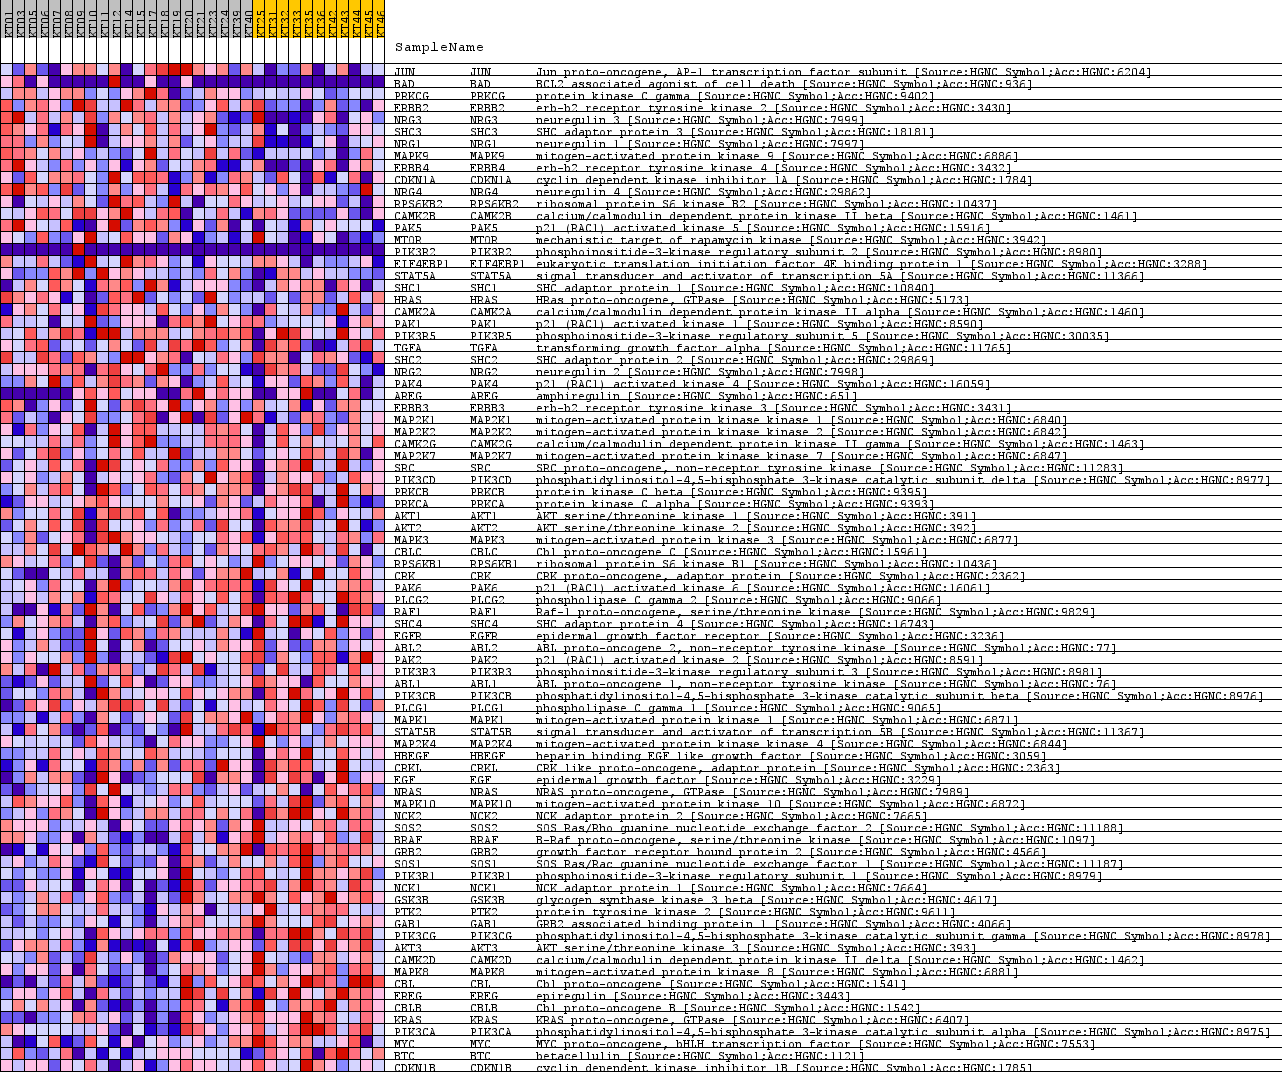 KT01 KT03 KT05 KT06 KT07 KT08 KT09 KT10 KT11 KT12 KT14 KT15 KT17 KT18 KT19 KT20 KT21 KT23 KT24 KT39 KT40 KT25 KT31 KT32 KT33 KT35 KT36 KT42 KT43 KT44 KT45 KT46
SampleName
JUN JUN Jun proto-oncogene, AP-1 transcription factor subunit [Source:HGNC Symbol;Acc:HGNC:6204]
BAD BAD BCL2 associated agonist of cell death [Source:HGNC Symbol;Acc:HGNC:936]
PRKCG PRKCG protein kinase C gamma [Source:HGNC Symbol;Acc:HGNC:9402]
ERBB2 ERBB2 erb-b2 receptor tyrosine kinase 2 [Source:HGNC Symbol;Acc:HGNC:3430]
NRG3 NRG3 neuregulin 3 [Source:HGNC Symbol;Acc:HGNC:7999]
SHC3 SHC3 SHC adaptor protein 3 [Source:HGNC Symbol;Acc:HGNC:18181]
NRG1 NRG1 neuregulin 1 [Source:HGNC Symbol;Acc:HGNC:7997]
MAPK9 MAPK9 mitogen-activated protein kinase 9 [Source:HGNC Symbol;Acc:HGNC:6886]
ERBB4 ERBB4 erb-b2 receptor tyrosine kinase 4 [Source:HGNC Symbol;Acc:HGNC:3432]
CDKN1A CDKN1A cyclin dependent kinase inhibitor 1A [Source:HGNC Symbol;Acc:HGNC:1784]
NRG4 NRG4 neuregulin 4 [Source:HGNC Symbol;Acc:HGNC:29862]
RPS6KB2 RPS6KB2 ribosomal protein S6 kinase B2 [Source:HGNC Symbol;Acc:HGNC:10437]
CAMK2B CAMK2B calcium/calmodulin dependent protein kinase II beta [Source:HGNC Symbol;Acc:HGNC:1461]
PAK5 PAK5 p21 (RAC1) activated kinase 5 [Source:HGNC Symbol;Acc:HGNC:15916]
MTOR MTOR mechanistic target of rapamycin kinase [Source:HGNC Symbol;Acc:HGNC:3942]
PIK3R2 PIK3R2 phosphoinositide-3-kinase regulatory subunit 2 [Source:HGNC Symbol;Acc:HGNC:8980]
EIF4EBP1 EIF4EBP1 eukaryotic translation initiation factor 4E binding protein 1 [Source:HGNC Symbol;Acc:HGNC:3288]
STAT5A STAT5A signal transducer and activator of transcription 5A [Source:HGNC Symbol;Acc:HGNC:11366]
SHC1 SHC1 SHC adaptor protein 1 [Source:HGNC Symbol;Acc:HGNC:10840]
HRAS HRAS HRas proto-oncogene, GTPase [Source:HGNC Symbol;Acc:HGNC:5173]
CAMK2A CAMK2A calcium/calmodulin dependent protein kinase II alpha [Source:HGNC Symbol;Acc:HGNC:1460]
PAK1 PAK1 p21 (RAC1) activated kinase 1 [Source:HGNC Symbol;Acc:HGNC:8590]
PIK3R5 PIK3R5 phosphoinositide-3-kinase regulatory subunit 5 [Source:HGNC Symbol;Acc:HGNC:30035]
TGFA TGFA transforming growth factor alpha [Source:HGNC Symbol;Acc:HGNC:11765]
SHC2 SHC2 SHC adaptor protein 2 [Source:HGNC Symbol;Acc:HGNC:29869]
NRG2 NRG2 neuregulin 2 [Source:HGNC Symbol;Acc:HGNC:7998]
PAK4 PAK4 p21 (RAC1) activated kinase 4 [Source:HGNC Symbol;Acc:HGNC:16059]
AREG AREG amphiregulin [Source:HGNC Symbol;Acc:HGNC:651]
ERBB3 ERBB3 erb-b2 receptor tyrosine kinase 3 [Source:HGNC Symbol;Acc:HGNC:3431]
MAP2K1 MAP2K1 mitogen-activated protein kinase kinase 1 [Source:HGNC Symbol;Acc:HGNC:6840]
MAP2K2 MAP2K2 mitogen-activated protein kinase kinase 2 [Source:HGNC Symbol;Acc:HGNC:6842]
CAMK2G CAMK2G calcium/calmodulin dependent protein kinase II gamma [Source:HGNC Symbol;Acc:HGNC:1463]
MAP2K7 MAP2K7 mitogen-activated protein kinase kinase 7 [Source:HGNC Symbol;Acc:HGNC:6847]
SRC SRC SRC proto-oncogene, non-receptor tyrosine kinase [Source:HGNC Symbol;Acc:HGNC:11283]
PIK3CD PIK3CD phosphatidylinositol-4,5-bisphosphate 3-kinase catalytic subunit delta [Source:HGNC Symbol;Acc:HGNC:8977]
PRKCB PRKCB protein kinase C beta [Source:HGNC Symbol;Acc:HGNC:9395]
PRKCA PRKCA protein kinase C alpha [Source:HGNC Symbol;Acc:HGNC:9393]
AKT1 AKT1 AKT serine/threonine kinase 1 [Source:HGNC Symbol;Acc:HGNC:391]
AKT2 AKT2 AKT serine/threonine kinase 2 [Source:HGNC Symbol;Acc:HGNC:392]
MAPK3 MAPK3 mitogen-activated protein kinase 3 [Source:HGNC Symbol;Acc:HGNC:6877]
CBLC CBLC Cbl proto-oncogene C [Source:HGNC Symbol;Acc:HGNC:15961]
RPS6KB1 RPS6KB1 ribosomal protein S6 kinase B1 [Source:HGNC Symbol;Acc:HGNC:10436]
CRK CRK CRK proto-oncogene, adaptor protein [Source:HGNC Symbol;Acc:HGNC:2362]
PAK6 PAK6 p21 (RAC1) activated kinase 6 [Source:HGNC Symbol;Acc:HGNC:16061]
PLCG2 PLCG2 phospholipase C gamma 2 [Source:HGNC Symbol;Acc:HGNC:9066]
RAF1 RAF1 Raf-1 proto-oncogene, serine/threonine kinase [Source:HGNC Symbol;Acc:HGNC:9829]
SHC4 SHC4 SHC adaptor protein 4 [Source:HGNC Symbol;Acc:HGNC:16743]
EGFR EGFR epidermal growth factor receptor [Source:HGNC Symbol;Acc:HGNC:3236]
ABL2 ABL2 ABL proto-oncogene 2, non-receptor tyrosine kinase [Source:HGNC Symbol;Acc:HGNC:77]
PAK2 PAK2 p21 (RAC1) activated kinase 2 [Source:HGNC Symbol;Acc:HGNC:8591]
PIK3R3 PIK3R3 phosphoinositide-3-kinase regulatory subunit 3 [Source:HGNC Symbol;Acc:HGNC:8981]
ABL1 ABL1 ABL proto-oncogene 1, non-receptor tyrosine kinase [Source:HGNC Symbol;Acc:HGNC:76]
PIK3CB PIK3CB phosphatidylinositol-4,5-bisphosphate 3-kinase catalytic subunit beta [Source:HGNC Symbol;Acc:HGNC:8976]
PLCG1 PLCG1 phospholipase C gamma 1 [Source:HGNC Symbol;Acc:HGNC:9065]
MAPK1 MAPK1 mitogen-activated protein kinase 1 [Source:HGNC Symbol;Acc:HGNC:6871]
STAT5B STAT5B signal transducer and activator of transcription 5B [Source:HGNC Symbol;Acc:HGNC:11367]
MAP2K4 MAP2K4 mitogen-activated protein kinase kinase 4 [Source:HGNC Symbol;Acc:HGNC:6844]
HBEGF HBEGF heparin binding EGF like growth factor [Source:HGNC Symbol;Acc:HGNC:3059]
CRKL CRKL CRK like proto-oncogene, adaptor protein [Source:HGNC Symbol;Acc:HGNC:2363]
EGF EGF epidermal growth factor [Source:HGNC Symbol;Acc:HGNC:3229]
NRAS NRAS NRAS proto-oncogene, GTPase [Source:HGNC Symbol;Acc:HGNC:7989]
MAPK10 MAPK10 mitogen-activated protein kinase 10 [Source:HGNC Symbol;Acc:HGNC:6872]
NCK2 NCK2 NCK adaptor protein 2 [Source:HGNC Symbol;Acc:HGNC:7665]
SOS2 SOS2 SOS Ras/Rho guanine nucleotide exchange factor 2 [Source:HGNC Symbol;Acc:HGNC:11188]
BRAF BRAF B-Raf proto-oncogene, serine/threonine kinase [Source:HGNC Symbol;Acc:HGNC:1097]
GRB2 GRB2 growth factor receptor bound protein 2 [Source:HGNC Symbol;Acc:HGNC:4566]
SOS1 SOS1 SOS Ras/Rac guanine nucleotide exchange factor 1 [Source:HGNC Symbol;Acc:HGNC:11187]
PIK3R1 PIK3R1 phosphoinositide-3-kinase regulatory subunit 1 [Source:HGNC Symbol;Acc:HGNC:8979]
NCK1 NCK1 NCK adaptor protein 1 [Source:HGNC Symbol;Acc:HGNC:7664]
GSK3B GSK3B glycogen synthase kinase 3 beta [Source:HGNC Symbol;Acc:HGNC:4617]
PTK2 PTK2 protein tyrosine kinase 2 [Source:HGNC Symbol;Acc:HGNC:9611]
GAB1 GAB1 GRB2 associated binding protein 1 [Source:HGNC Symbol;Acc:HGNC:4066]
PIK3CG PIK3CG phosphatidylinositol-4,5-bisphosphate 3-kinase catalytic subunit gamma [Source:HGNC Symbol;Acc:HGNC:8978]
AKT3 AKT3 AKT serine/threonine kinase 3 [Source:HGNC Symbol;Acc:HGNC:393]
CAMK2D CAMK2D calcium/calmodulin dependent protein kinase II delta [Source:HGNC Symbol;Acc:HGNC:1462]
MAPK8 MAPK8 mitogen-activated protein kinase 8 [Source:HGNC Symbol;Acc:HGNC:6881]
CBL CBL Cbl proto-oncogene [Source:HGNC Symbol;Acc:HGNC:1541]
EREG EREG epiregulin [Source:HGNC Symbol;Acc:HGNC:3443]
CBLB CBLB Cbl proto-oncogene B [Source:HGNC Symbol;Acc:HGNC:1542]
KRAS KRAS KRAS proto-oncogene, GTPase [Source:HGNC Symbol;Acc:HGNC:6407]
PIK3CA PIK3CA phosphatidylinositol-4,5-bisphosphate 3-kinase catalytic subunit alpha [Source:HGNC Symbol;Acc:HGNC:8975]
MYC MYC MYC proto-oncogene, bHLH transcription factor [Source:HGNC Symbol;Acc:HGNC:7553]
BTC BTC betacellulin [Source:HGNC Symbol;Acc:HGNC:1121]
CDKN1B CDKN1B cyclin dependent kinase inhibitor 1B [Source:HGNC Symbol;Acc:HGNC:1785]